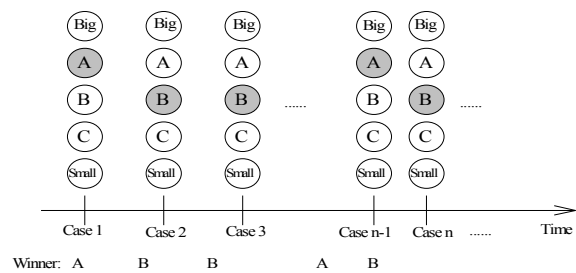 Big Big Big Big Big
A A A A A
B B B ...... B B ......
C C C C C
Small Small Small Small Small
Case 1 Case 2 Case 3 Case n-1 Case n ...... Time
Winner: A B B A B